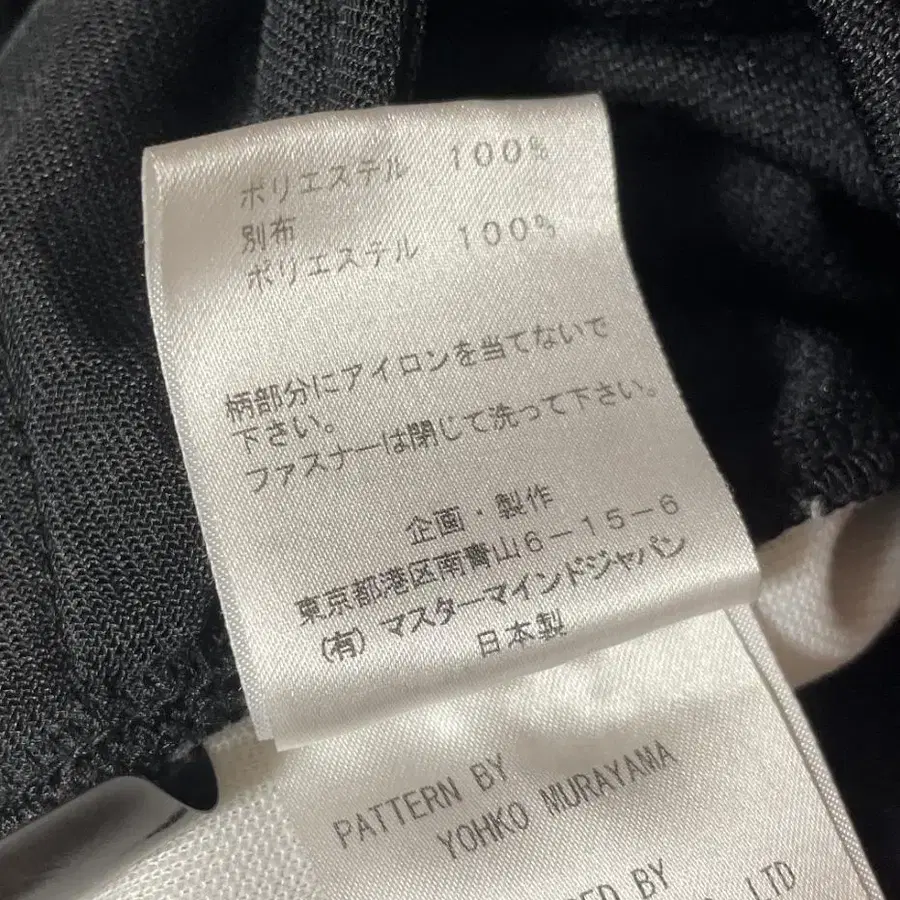 ポリエステル　１００％
別布
ポリエステル　１００％
柄部分にアイロンを当てないで
下さい。
ファスナーは閉じて洗って下さい。
企画・製作
東京都港区南青山６－１５－６
(有) マスターマインドジャパン
日本製
PATTERN BY
YOHKO MURAYAMA
BY
LTD